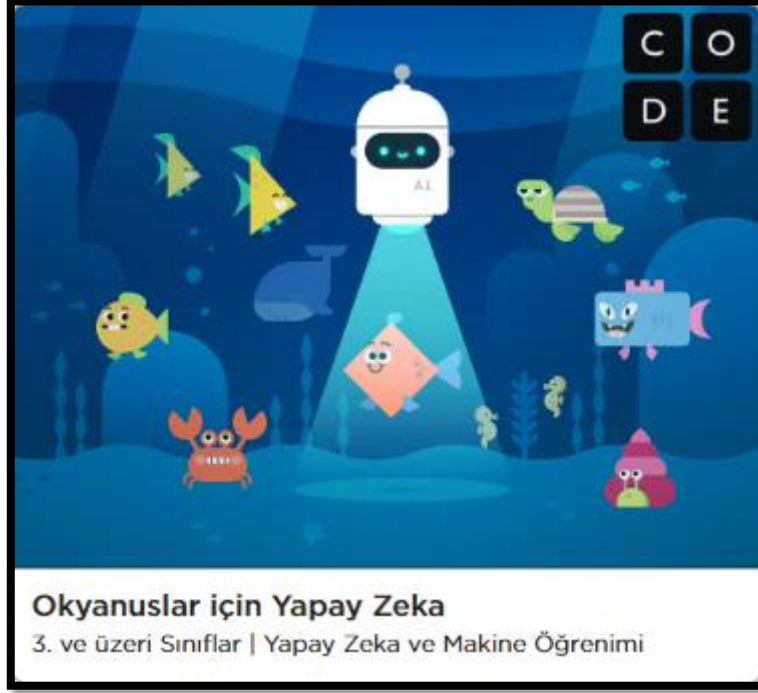 C O
D E
A.I.
Okyanuslar için Yapay Zeka
3. ve üzeri Sınıflar | Yapay Zeka ve Makine Öğrenimi